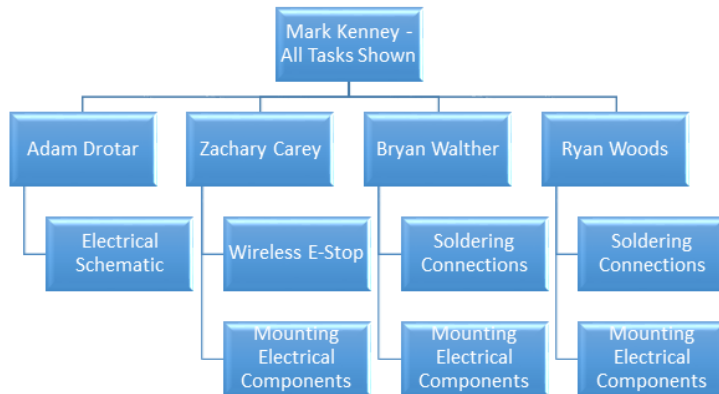 Mark Kenney -
All Tasks Shown
Adam Drotar
Zachary Carey
Bryan Walther
Ryan Woods
Electrical
Schematic
Wireless E-Stop
Soldering
Connections
Soldering
Connections
Mounting
Electrical
Components
Mounting
Electrical
Components
Mounting
Electrical
Components